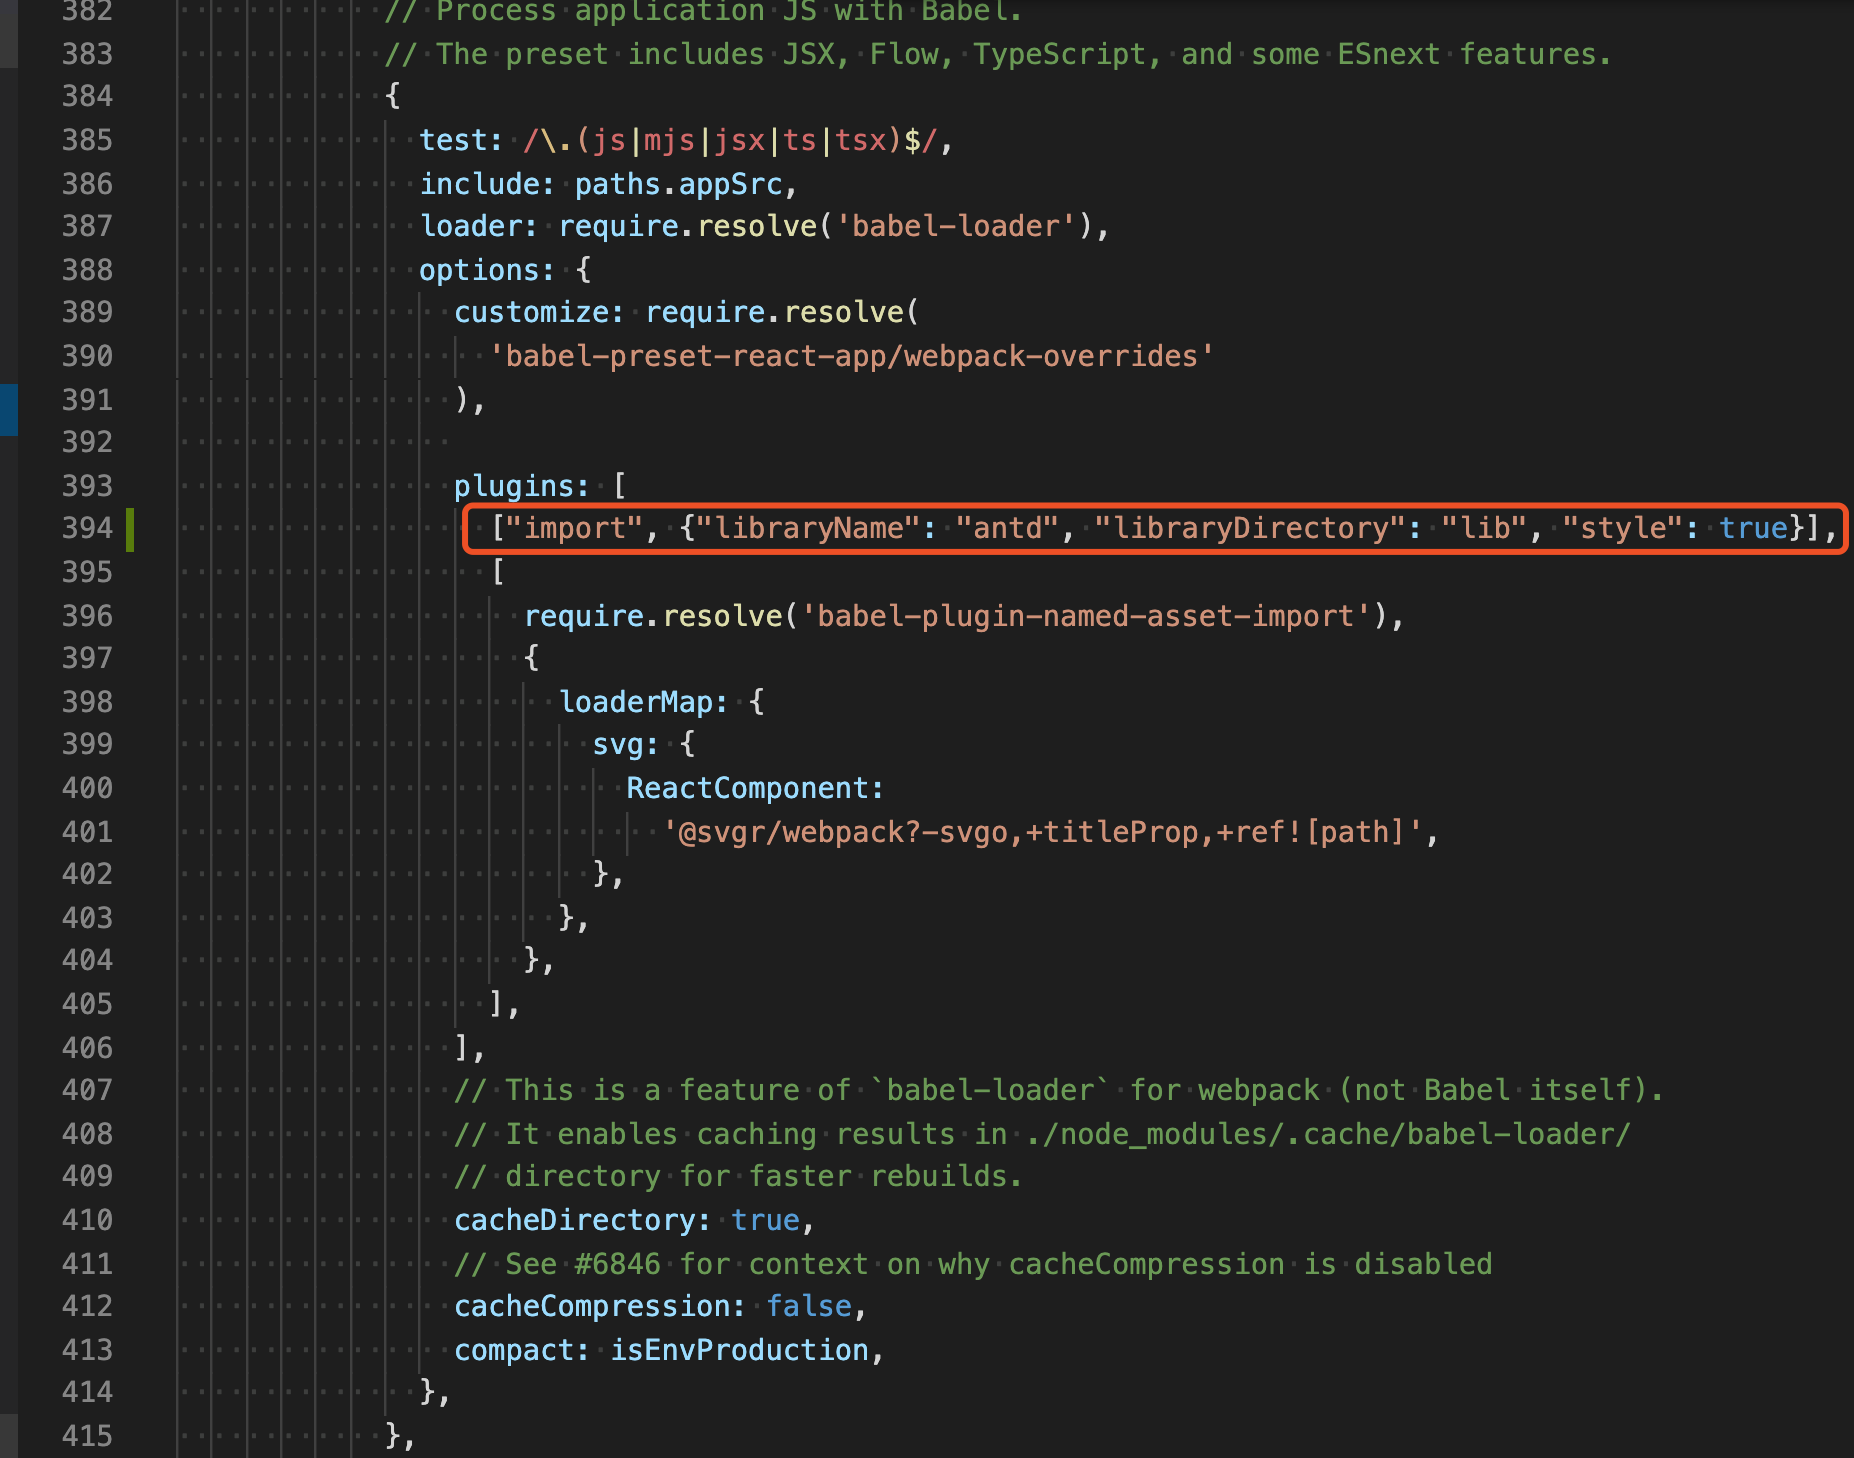 382 // Process application JS with Babel.
383 // The preset includes JSX, Flow, TypeScript, and some ESnext features.
384 {
385 test: /\.(js|mjs|jsx|ts|tsx)$/,
386 include: paths.appSrc,
387 loader: require.resolve('babel-loader'),
388 options: {
389 customize: require.resolve(
390 'babel-preset-react-app/webpack-overrides'
391 ),
392
393 plugins: [
394 ["import", {"libraryName": "antd", "libraryDirectory": "lib", "style": true}],
395 [
396 require.resolve('babel-plugin-named-asset-import'),
397 {
398 loaderMap: {
399 svg: {
400 ReactComponent:
401 '@svgr/webpack?-svgo,+titleProp,+ref![path]',
402 },
403 },
404 },
405 ],
406 ],
407 // This is a feature of `babel-loader` for webpack (not Babel itself).
408 // It enables caching results in ./node_modules/.cache/babel-loader/
409 // directory for faster rebuilds.
410 cacheDirectory: true,
411 // See #6846 for context on why cacheCompression is disabled
412 cacheCompression: false,
413 compact: isEnvProduction,
414 },
415 },